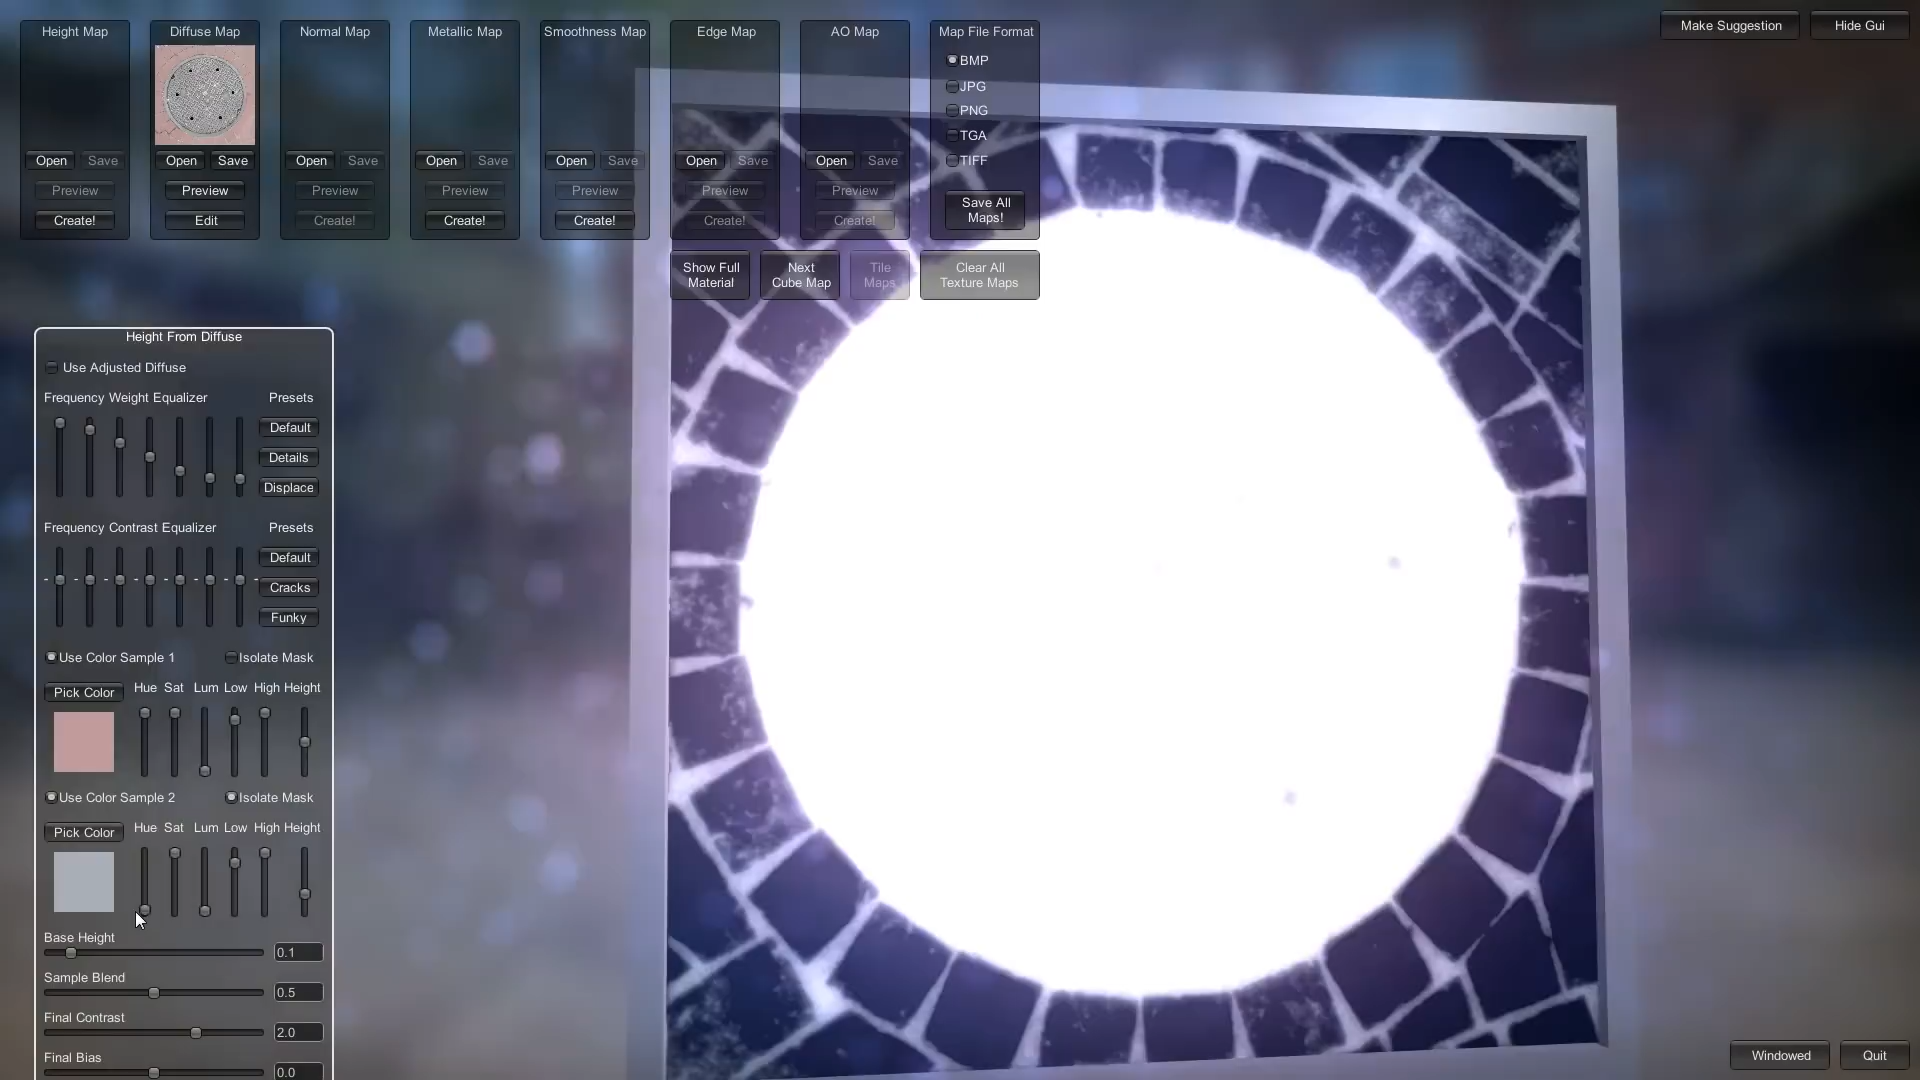 Height Map
Diffuse Map
Normal Map
Metallic Map
Smoothness Map
Edge Map
AO Map
Map File Format
Make Suggestion
Hide Gui
BMP
JPG
PNG
TGA
TIFF
Open Save
Open Save
Open Save
Open Save
Open Save
Open Save
Open Save
Preview
Preview
Preview
Preview
Preview
Preview
Preview
Create!
Edit
Create!
Create!
Create!
Create!
Create!
Save All
Maps!
Show Full
Material
Next
Cube Map
Tile
Maps
Clear All
Texture Maps
Height From Diffuse
Use Adjusted Diffuse
Frequency Weight Equalizer Presets
Default
Details
Displace
Frequency Contrast Equalizer Presets
Default
Cracks
Funky
Use Color Sample 1 Isolate Mask
Pick Color Hue Sat Lum Low High Height
Use Color Sample 2 Isolate Mask
Pick Color Hue Sat Lum Low High Height
Base Height
0.1
Sample Blend
0.5
Final Contrast
2.0
Final Bias
0.0
Windowed
Quit